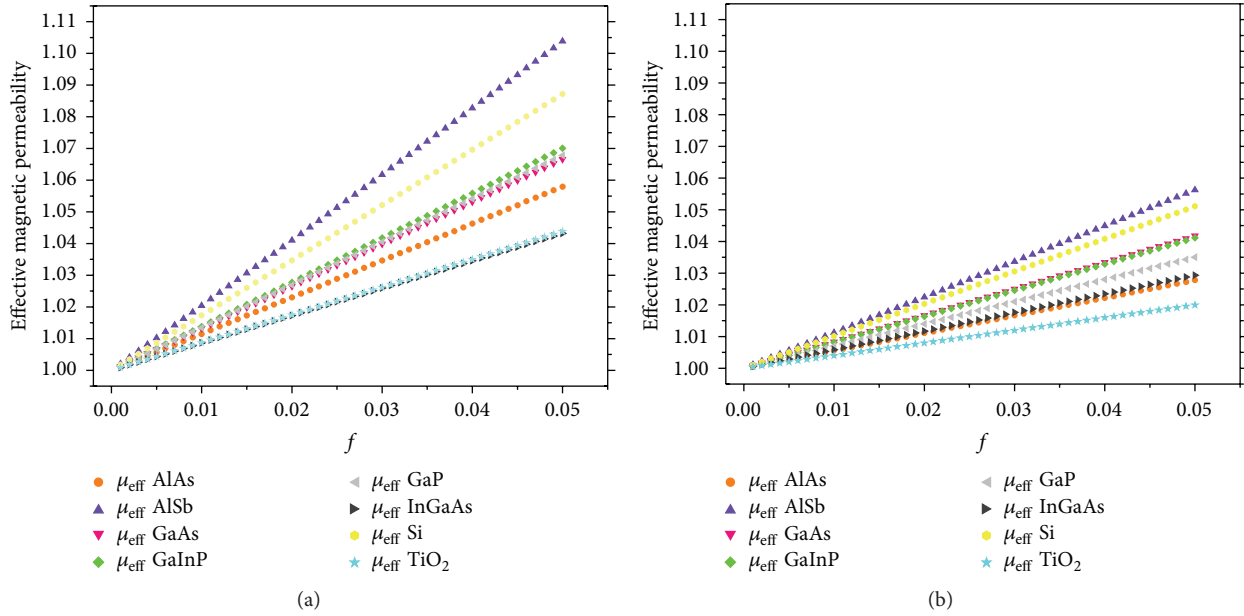 Effective magnetic permeability
1.11
1.10
1.09
1.08
1.07
1.06
1.05
1.04
1.03
1.02
1.01
1.00
0.00 0.01 0.02 0.03 0.04 0.05
f
μeff AlAs
μeff AlSb
μeff GaAs
μeff GaInP
μeff GaP
μeff InGaAs
μeff Si
μeff TiO2
(a)
Effective magnetic permeability
1.11
1.10
1.09
1.08
1.07
1.06
1.05
1.04
1.03
1.02
1.01
1.00
0.00 0.01 0.02 0.03 0.04 0.05
f
μeff AlAs
μeff AlSb
μeff GaAs
μeff GaInP
μeff GaP
μeff InGaAs
μeff Si
μeff TiO2
(b)